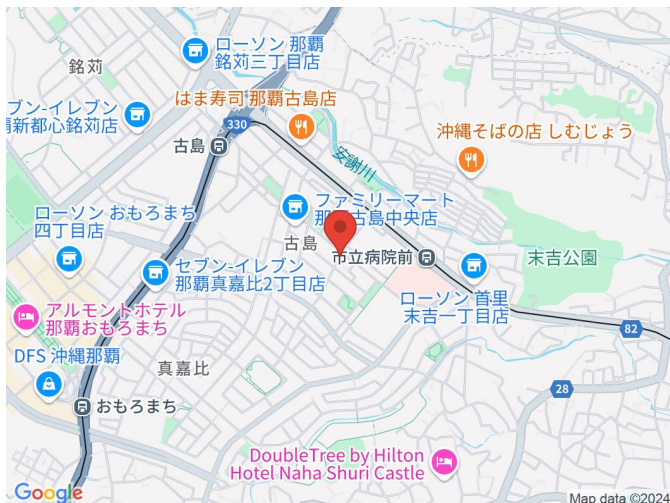 ローソン 那覇
銘苅三丁目店
銘苅
ブン-イレブン
新都心銘苅店
はま寿司 那覇古島店
330
古島
安謝川
沖縄そばの店 しむじょう
ファミリーマート
那覇古島中央店
ローソン おもろまち
四丁目店
古島
市立病院前
末吉公園
セブン-イレブン
那覇真嘉比2丁目店
ローソン 首里
末吉一丁目店
アルモントホテル
那覇おもろまち
82
DFS 沖縄那覇
真嘉比
28
おもろまち
DoubleTree by Hilton
Hotel Naha Shuri Castle
Google
Map data ©2024